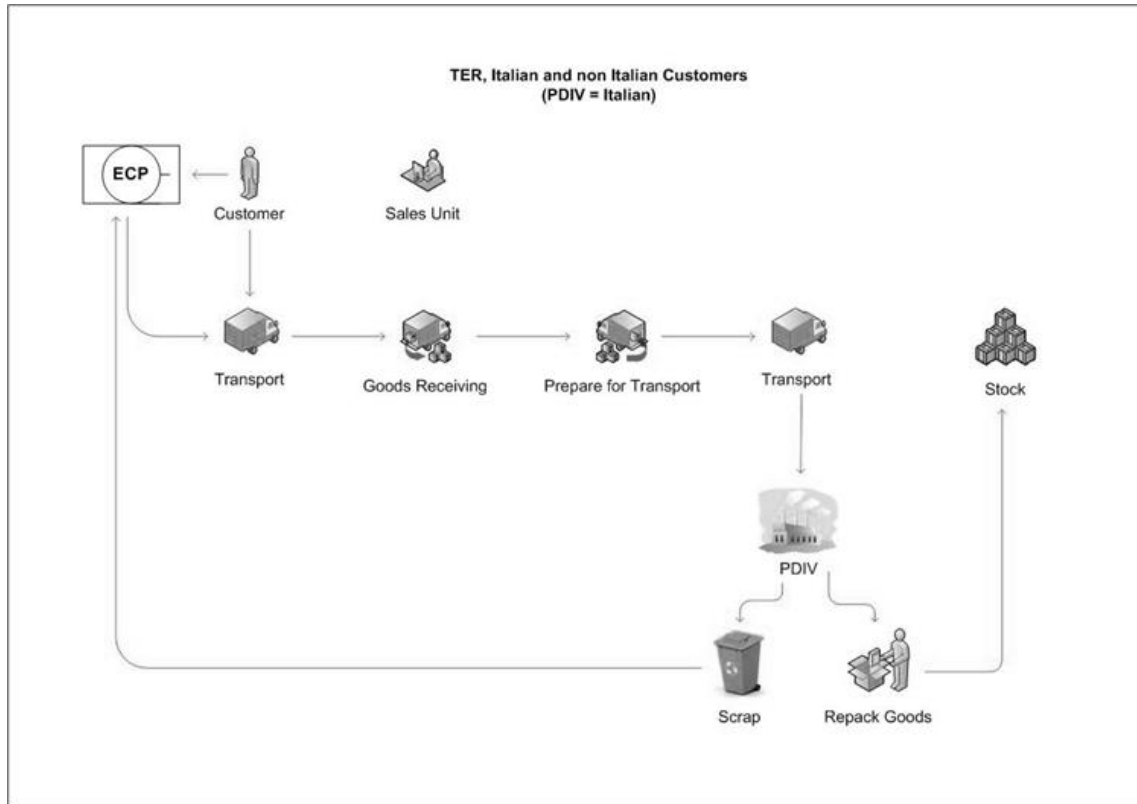 TER, Italian and non Italian Customers
(PDIV = Italian)
ECP
Customer
Sales Unit
Transport
Goods Receiving
Prepare for Transport
Transport
Stock
PDIV
Scrap
Repack Goods